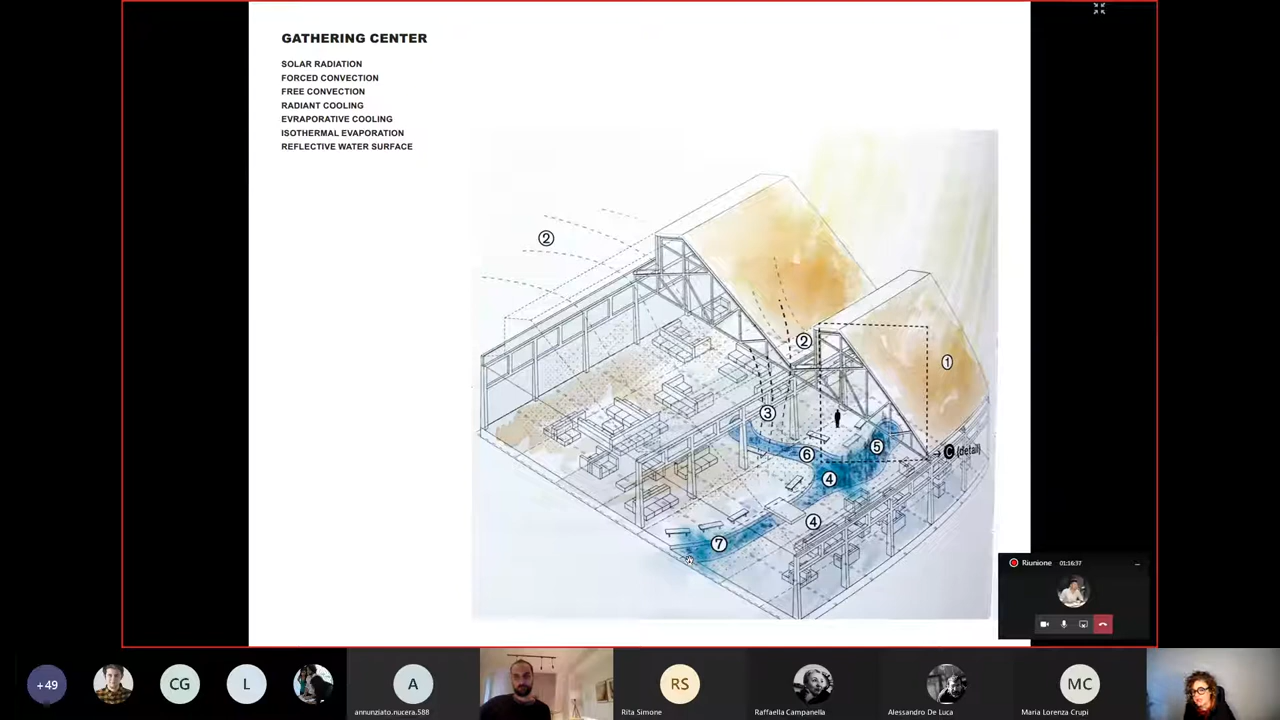 GATHERING CENTER
SOLAR RADIATION
FORCED CONVECTION
FREE CONVECTION
RADIANT COOLING
EVRAPORATIVE COOLING
ISOTHERMAL EVAPORATION
REFLECTIVE WATER SURFACE
2
2
1
3
5
6
C (detail)
4
4
7
Riunione 01:16:37
+49
CG
L
A
RS
MC
annunziato.nucera.588
Rita Simone
Raffaella Campanella
Alessandro De Luca
Maria Lorenza Crupi